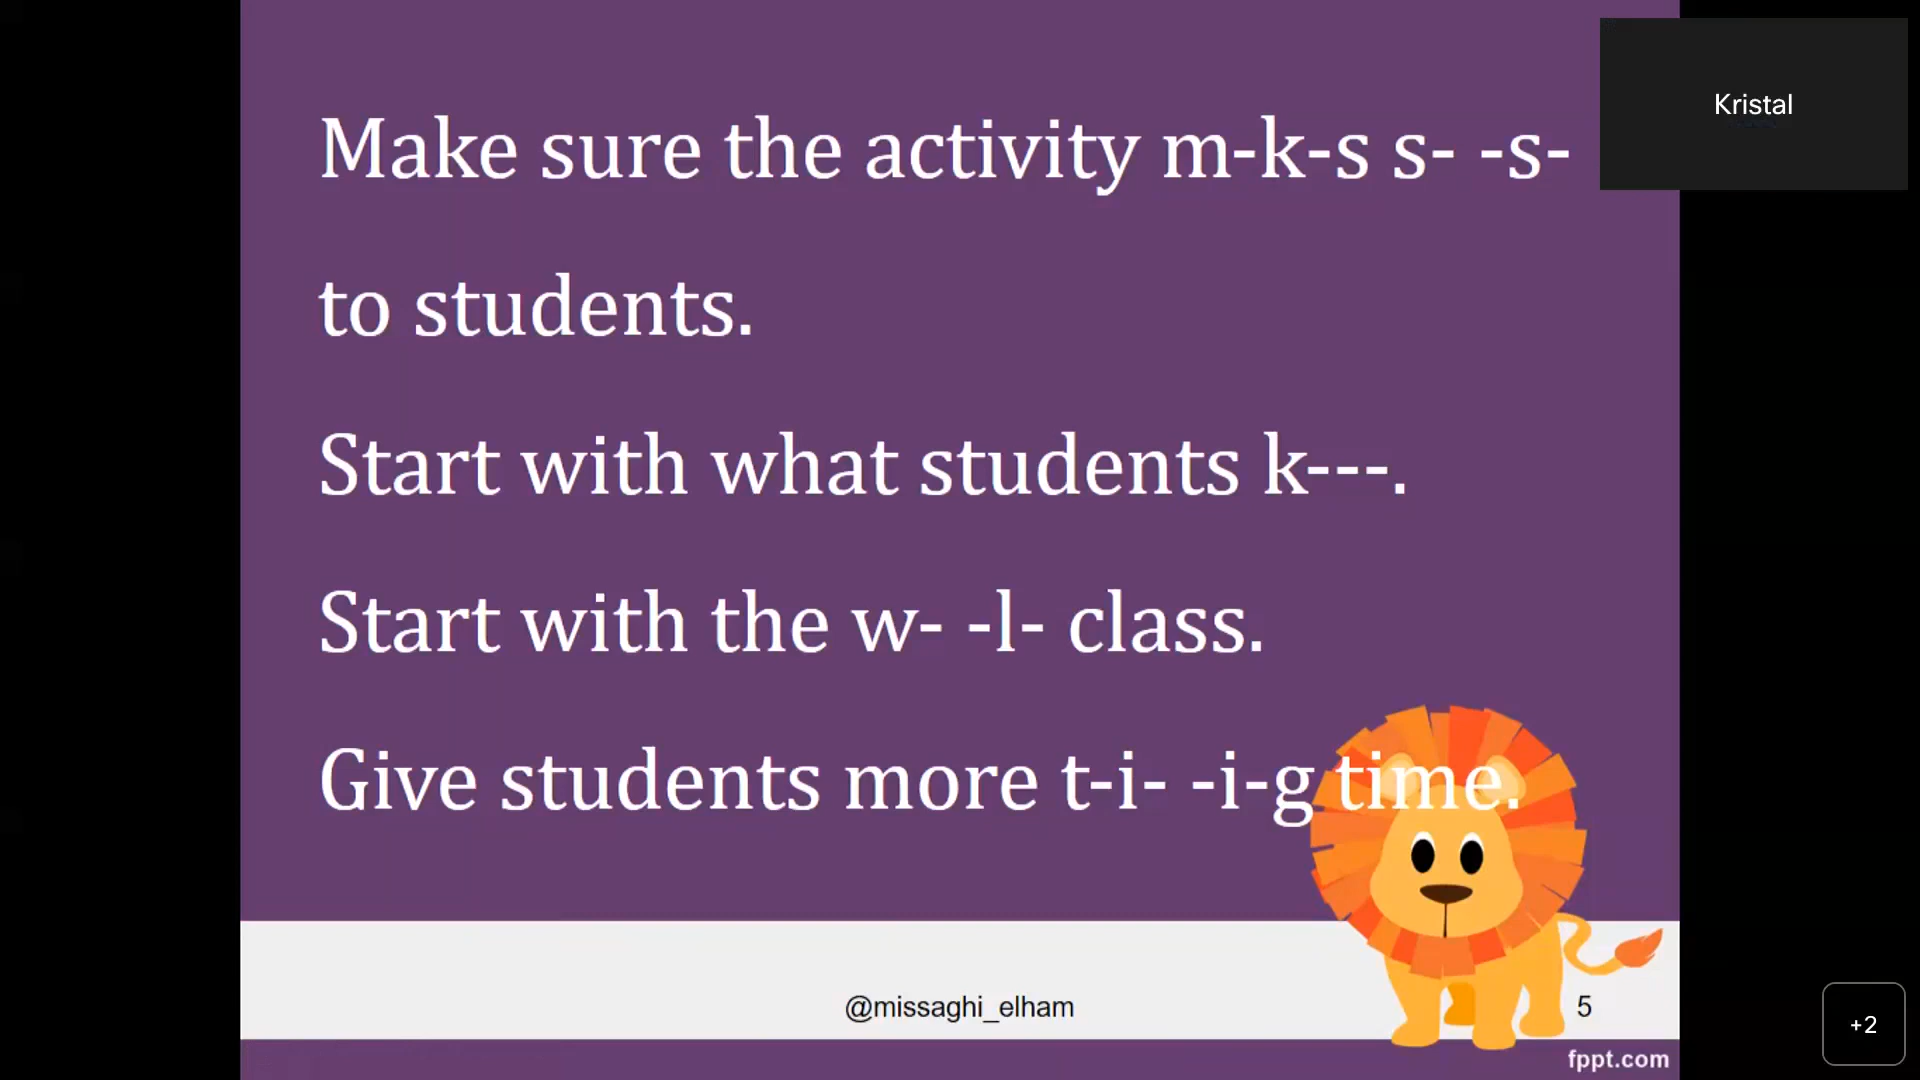 Make sure the activity m-k-s s- -s-
to students.
Start with what students k---.
Start with the w- -l- class.
Give students more t-i- -i-g time.
@missaghi_elham
5
fppt.com
Kristal
+2